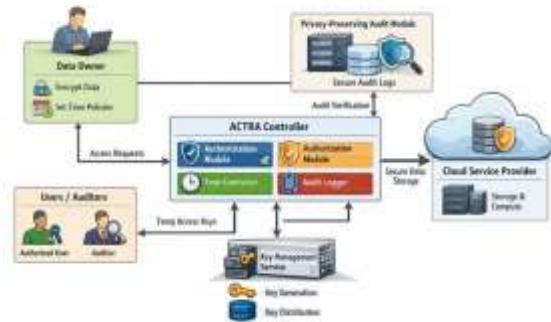 Privacy-Preserving Audit Module
Secure Audit Logs
Data Owner
Encrypt Data
Set Time Policies
Audit Verification
ACTRA Controller
Authorization
Module
Authorization
Module
Time Controller
Audit Logger
Access Requests
Secure Data
Storage
Cloud Service Provider
Storage &
Compute
Users / Auditors
Authorized User
Auditor
Temp Access Keys
Key Management
Service
Key Generation
Key Distribution